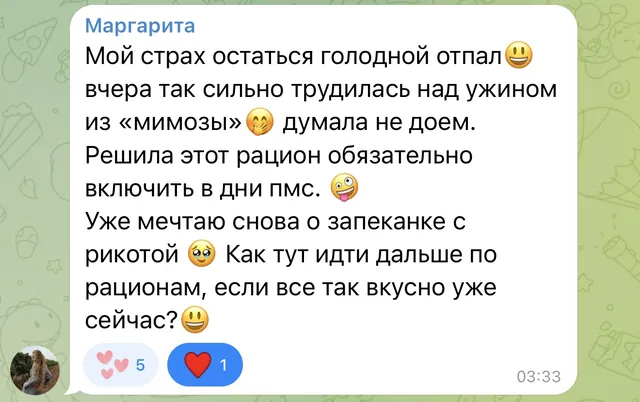 Маргарита
Мой страх остаться голодной отпал😃
вчера так сильно трудилась над ужином
из «мимозы»🤭 думала не доем.
Решила этот рацион обязательно
включить в дни пмс. 🤪
Уже мечтаю снова о запеканке с
рикотой 🥹 Как тут идти дальше по
рационам, если все так вкусно уже
сейчас?😃
5 1
03:33